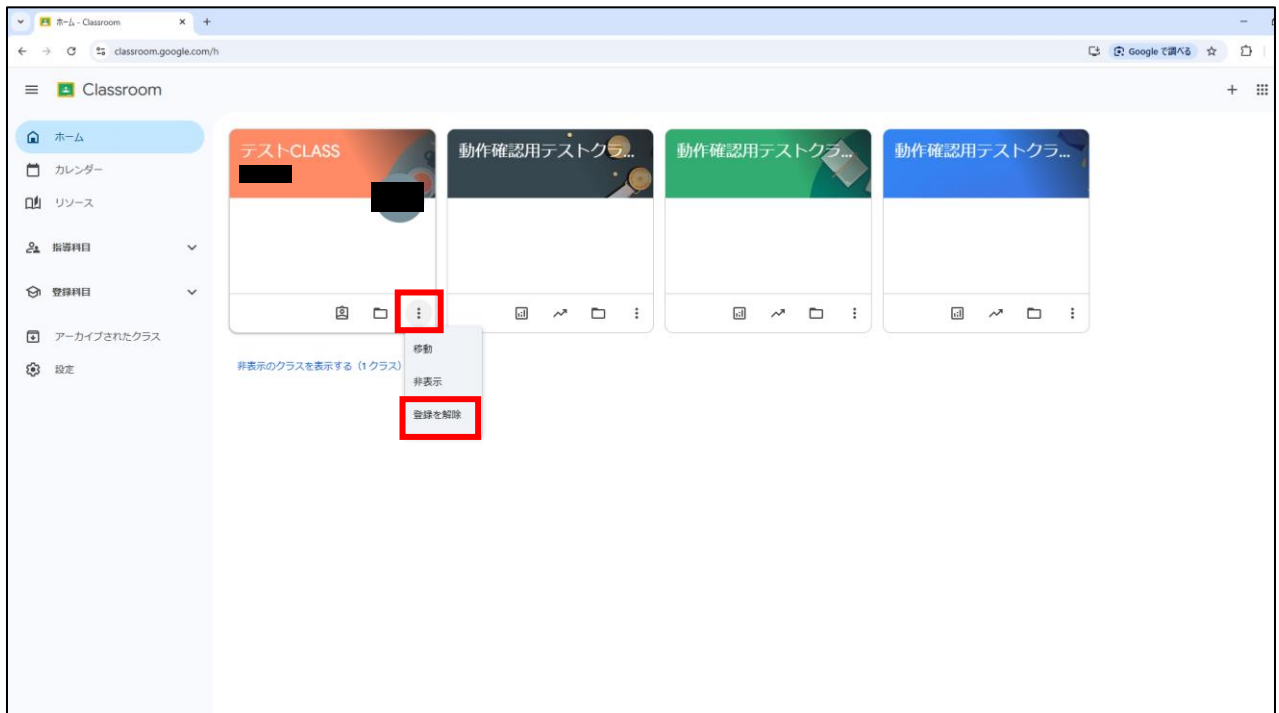 ホーム - Classroom
classroom.google.com/h
Google で調べる
Classroom
ホーム
カレンダー
リソース
指導科目
登録科目
アーカイブされたクラス
設定
テストCLASS
動作確認用テストクラ...
動作確認用テストクラ...
動作確認用テストクラ...
非表示のクラスを表示する（1 クラス）
移動
非表示
登録を解除